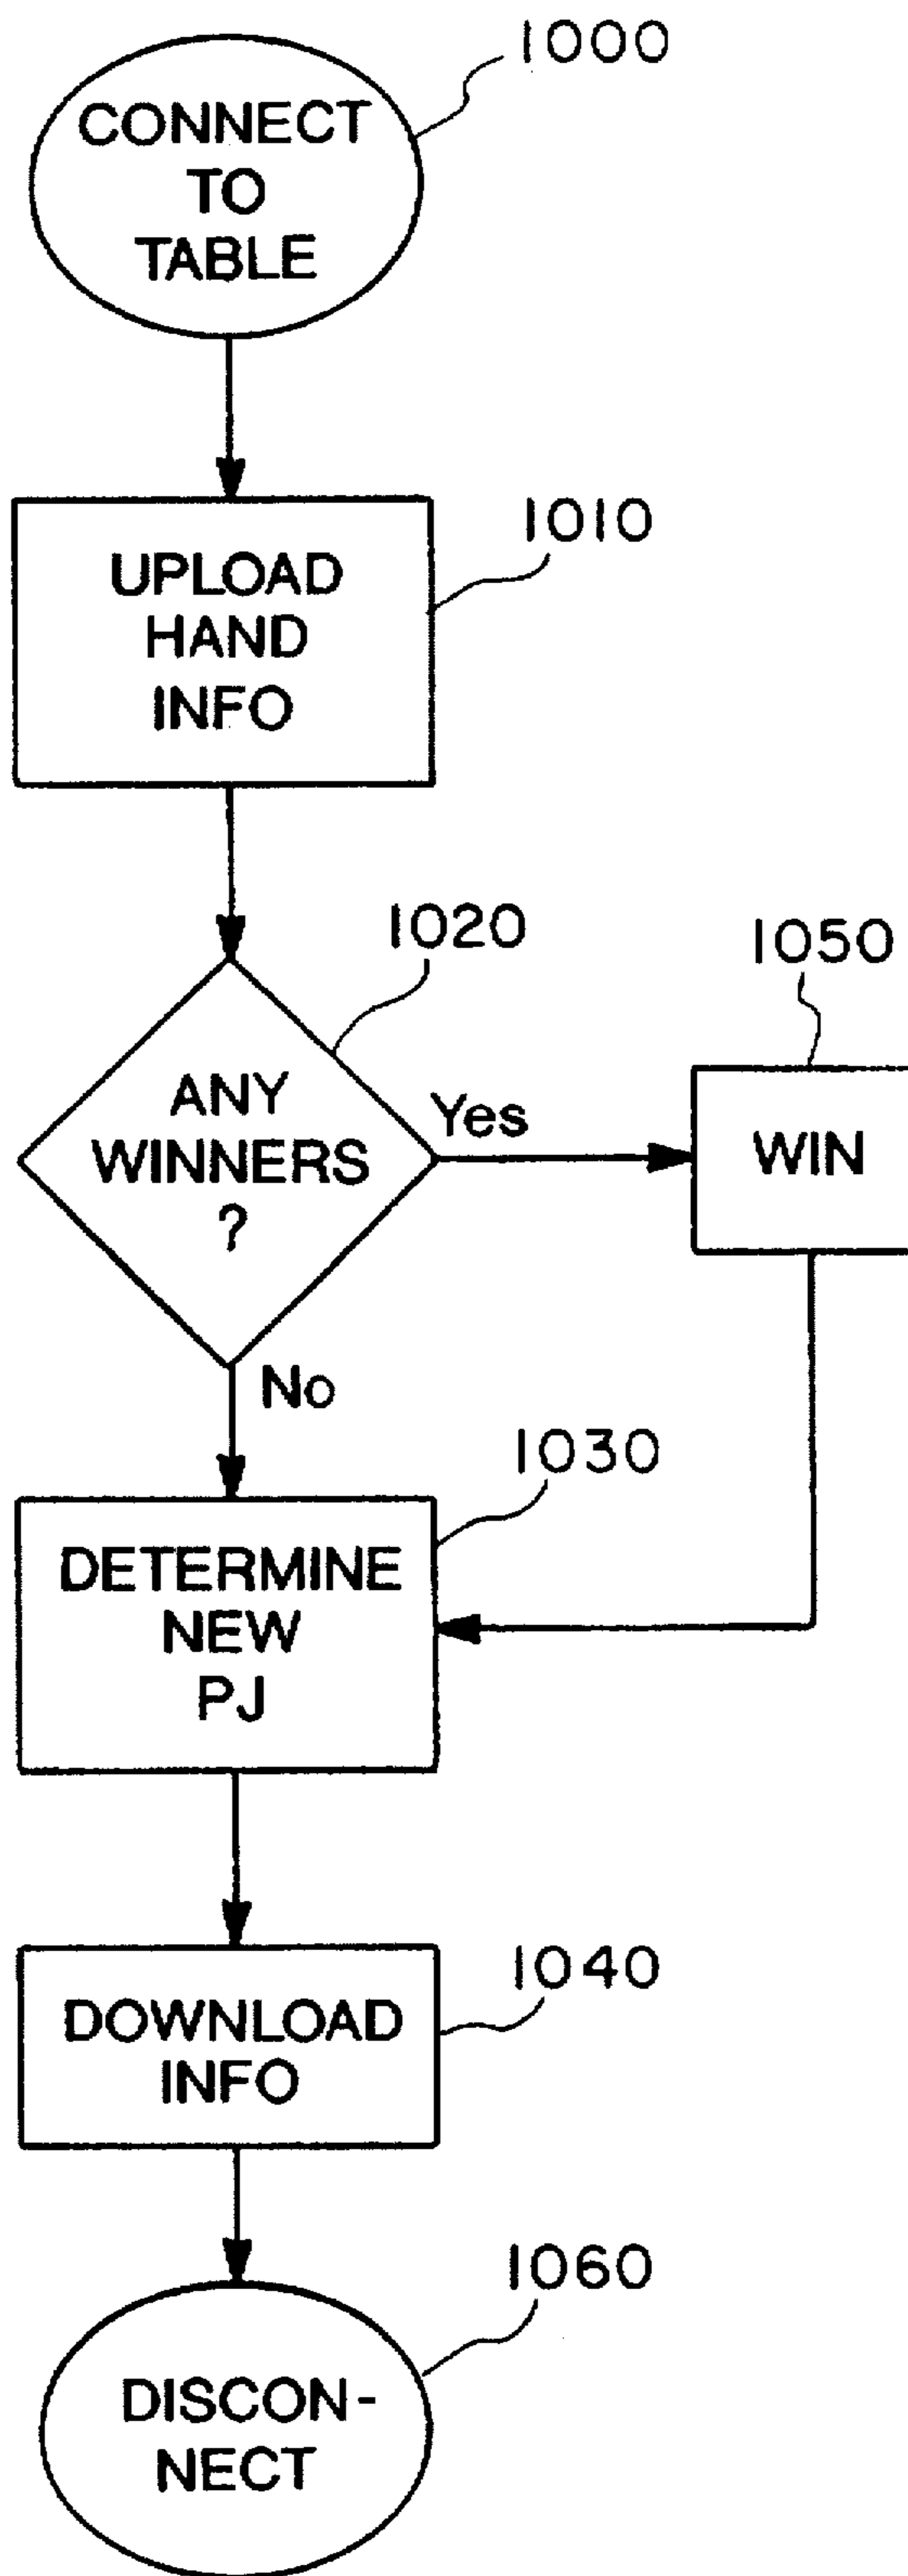 1000
CONNECT
TO
TABLE
1010
UPLOAD
HAND
INFO
1020
1050
ANY
WINNERS
?
Yes
WIN
No
1030
DETERMINE
NEW
PJ
1040
DOWNLOAD
INFO
1060
DISCON-
NECT